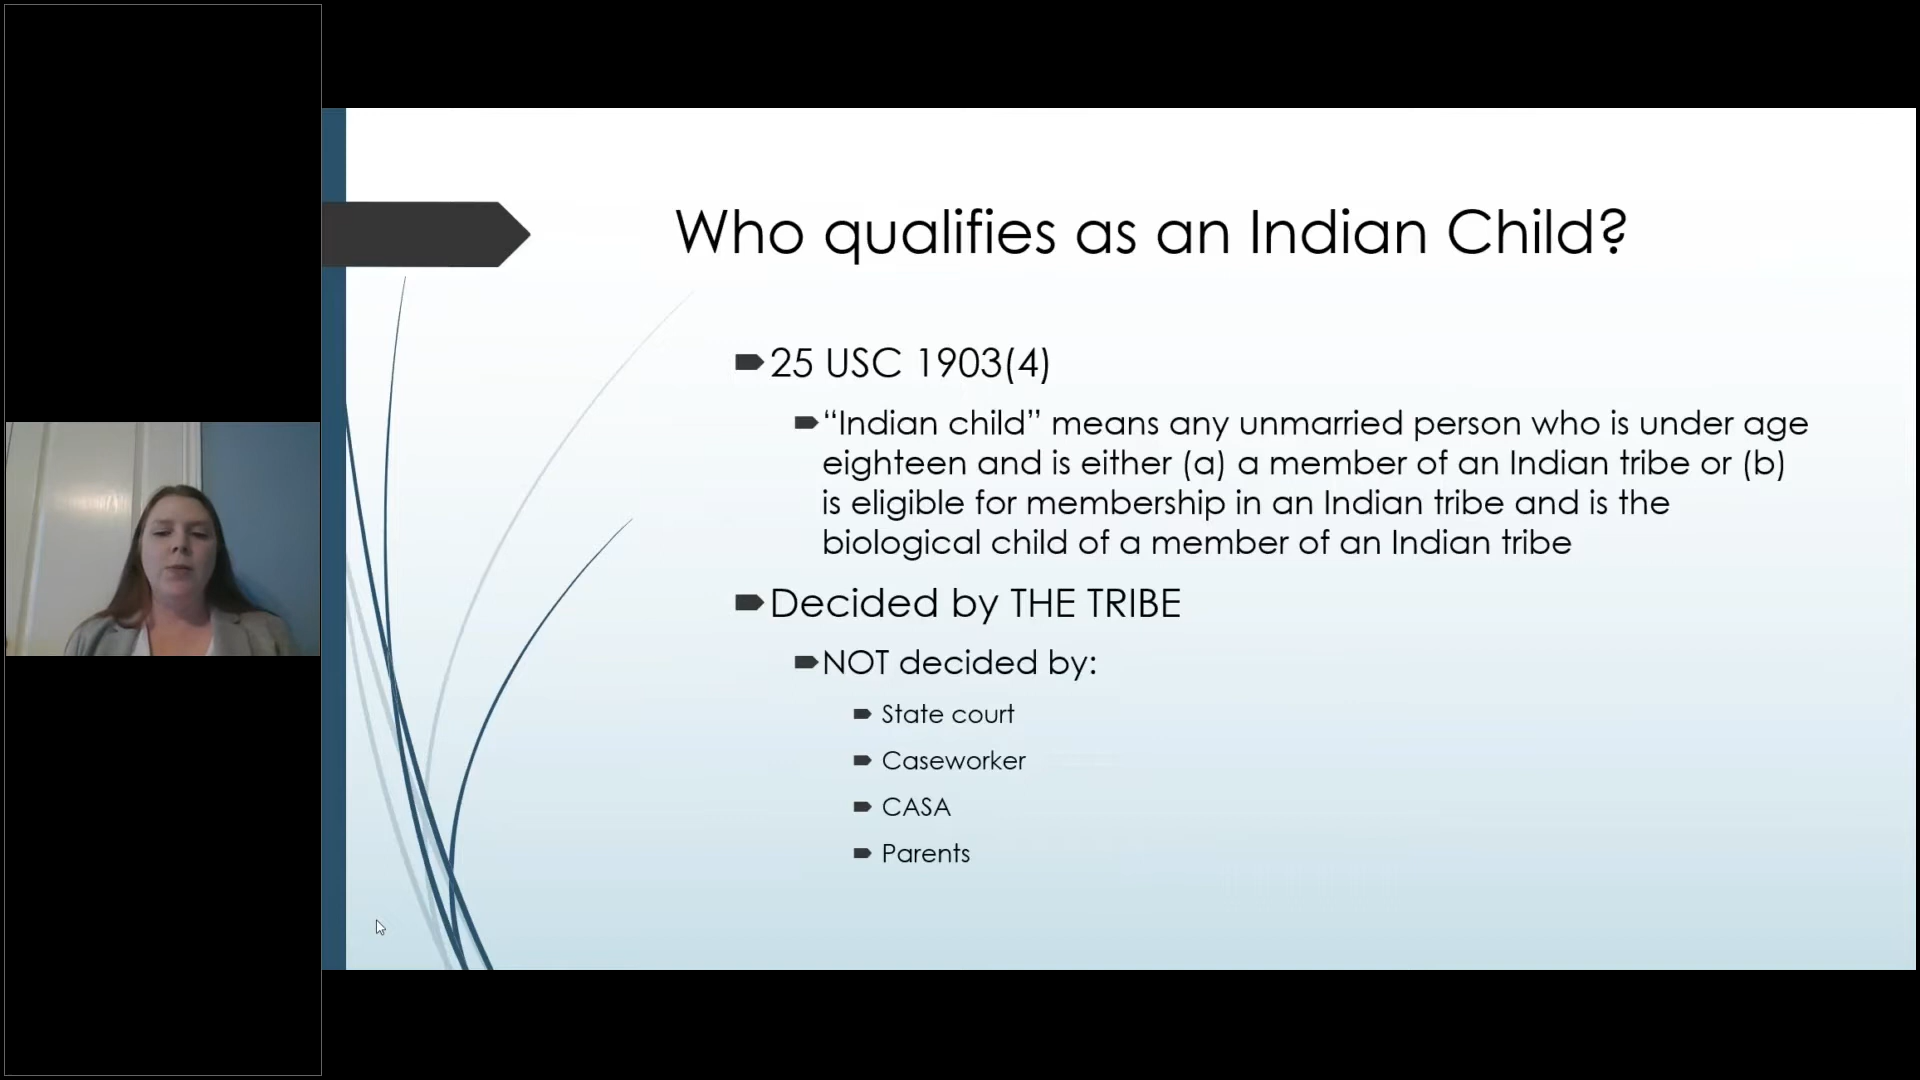 Who qualifies as an Indian Child?
25 USC 1903(4)
“Indian child” means any unmarried person who is under age
eighteen and is either (a) a member of an Indian tribe or (b)
is eligible for membership in an Indian tribe and is the
biological child of a member of an Indian tribe
Decided by THE TRIBE
NOT decided by:
State court
Caseworker
CASA
Parents